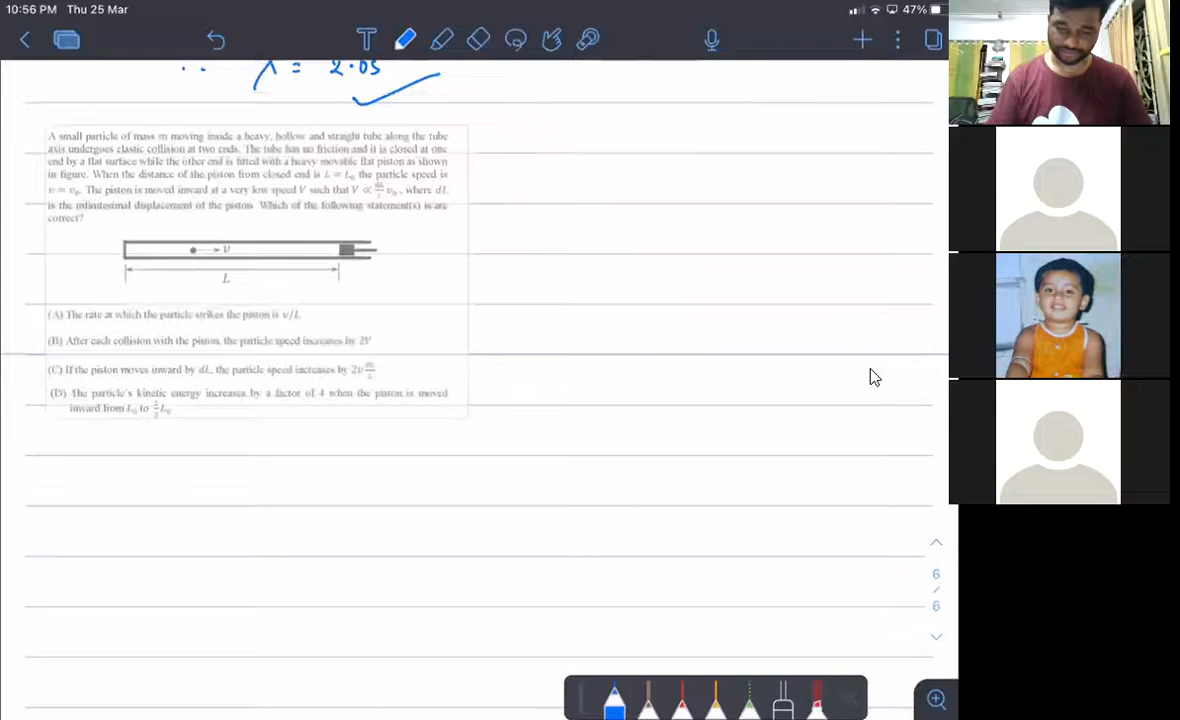 10:56 PM Thu 25 Mar
47%
λ = 2.05
A small particle of mass m moving inside a heavy, hollow and straight tube along the tube
axis undergoes elastic collision at two ends. The tube has no friction and it is closed at one
end by a flat surface while the other end is fitted with a heavy movable flat piston as shown
in figure. When the distance of the piston from closed end is L = L₀ the particle speed is
v = v₀. The piston is moved inward at a very low speed V such that V ∝ dL/L v₀, where dL
is the infinitesimal displacement of the piston. Which of the following statement(s) is/are
correct?
v
L
(A) The rate at which the particle strikes the piston is v/L
(B) After each collision with the piston, the particle speed increases by 2V
(C) If the piston moves inward by dL, the particle speed increases by 2v dL/L
(D) The particle's kinetic energy increases by a factor of 4 when the piston is moved
inward from L₀ to ½L₀
6
/
6